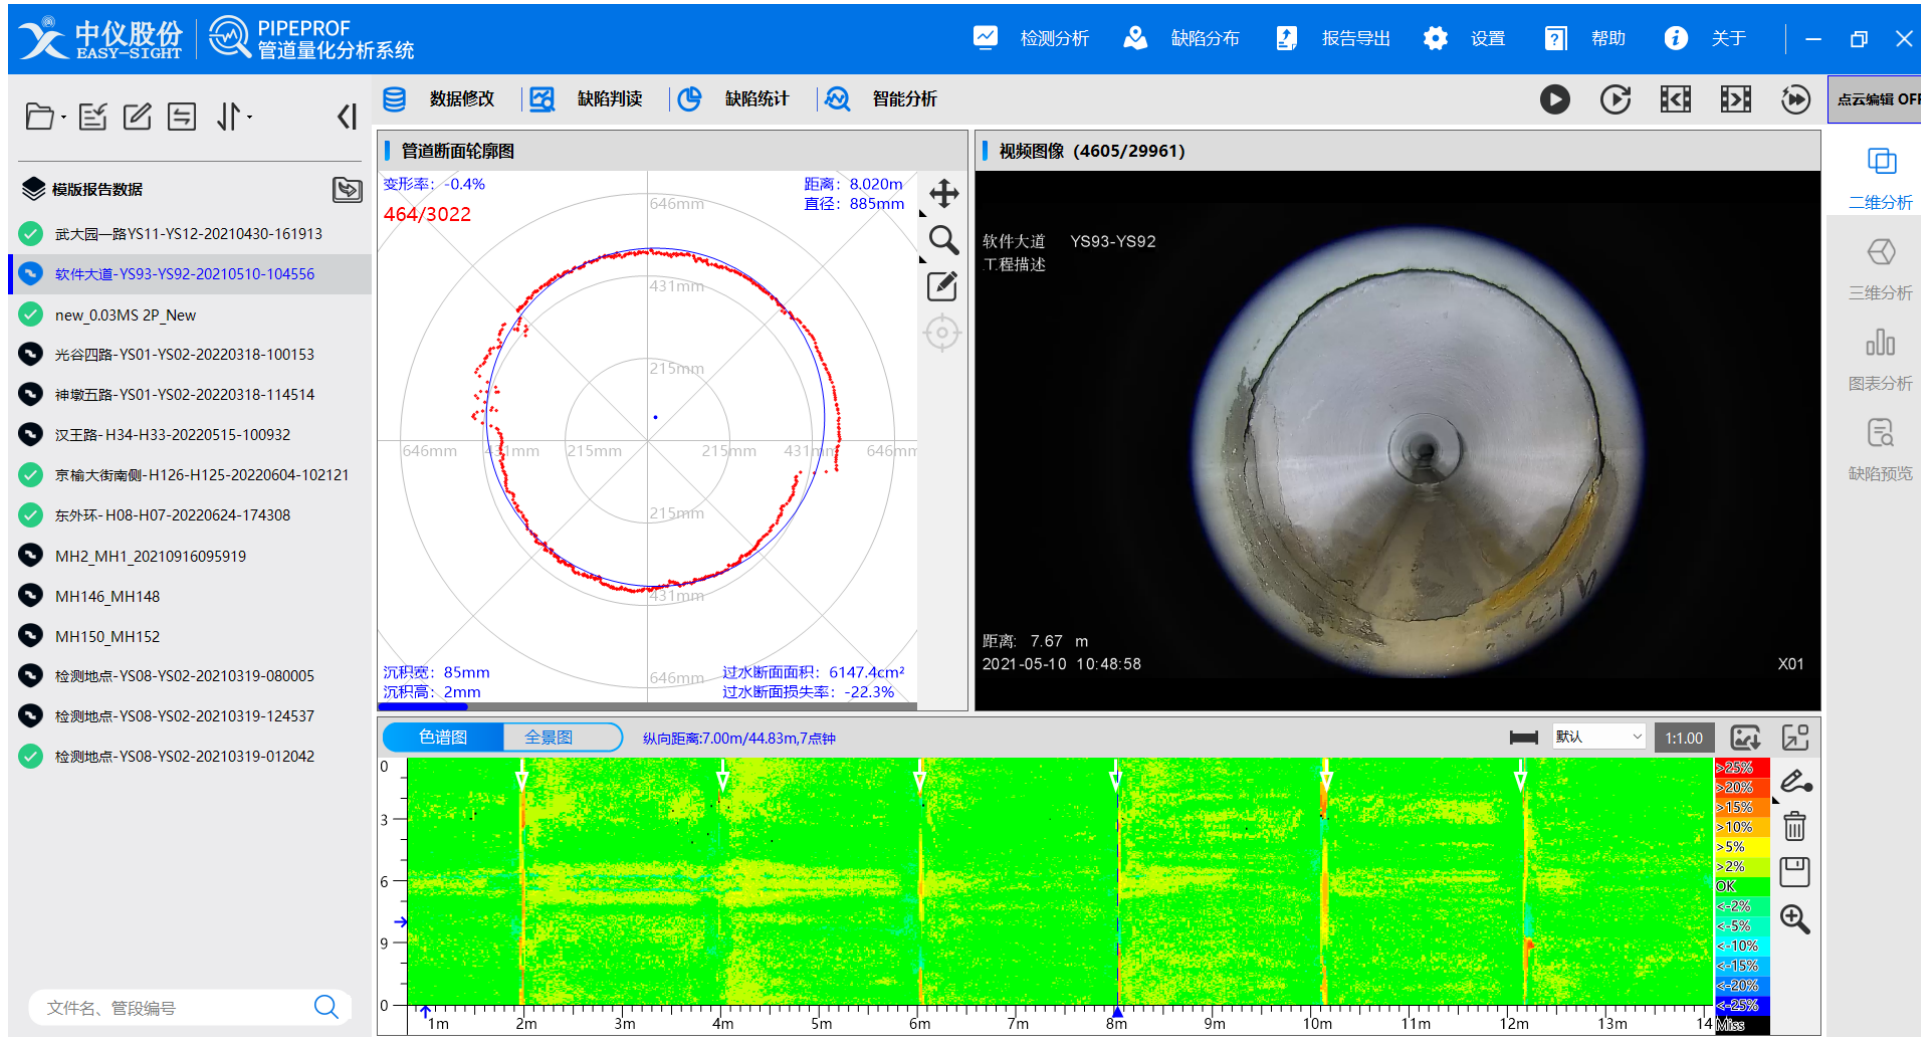 中仪股份
EASY-SIGHT
PIPEPROF
管道量化分析系统
检测分析
缺陷分布
报告导出
设置
帮助
关于
数据修改
缺陷判读
缺陷统计
智能分析
点云编辑 OFF
模版报告数据
武大园一路YS11-YS12-20210430-161913
软件大道-YS93-YS92-20210510-104556
new_0.03MS 2P_New
光谷四路-YS01-YS02-20220318-100153
神墩五路-YS01-YS02-20220318-114514
汉王路-H34-H33-20220515-100932
京榆大街南侧-H126-H125-20220604-102121
东外环-H08-H07-20220624-174308
MH2_MH1_20210916095919
MH146_MH148
MH150_MH152
检测地点-YS08-YS02-20210319-080005
检测地点-YS08-YS02-20210319-124537
检测地点-YS08-YS02-20210319-012042
文件名、管段编号
管道断面轮廓图
变形率: -0.4%
464/3022
距离: 8.020m
直径: 885mm
646mm
431mm
215mm
646mm 431mm 215mm 215mm 431mm 646mm
215mm
431mm
646mm
沉积宽: 85mm
沉积高: 2mm
过水断面面积: 6147.4cm²
过水断面损失率: -22.3%
视频图像 (4605/29961)
软件大道 YS93-YS92
工程描述
距离: 7.67 m
2021-05-10 10:48:58
X01
二维分析
三维分析
图表分析
缺陷预览
色谱图
全景图
纵向距离:7.00m/44.83m,7点钟
默认
1:1.00
0
3
6
9
0
1m 2m 3m 4m 5m 6m 7m 8m 9m 10m 11m 12m 13m 14
>25%
>20%
>15%
>10%
>5%
>2%
OK
<-2%
<-5%
<-10%
<-15%
<-20%
<-25%
Miss